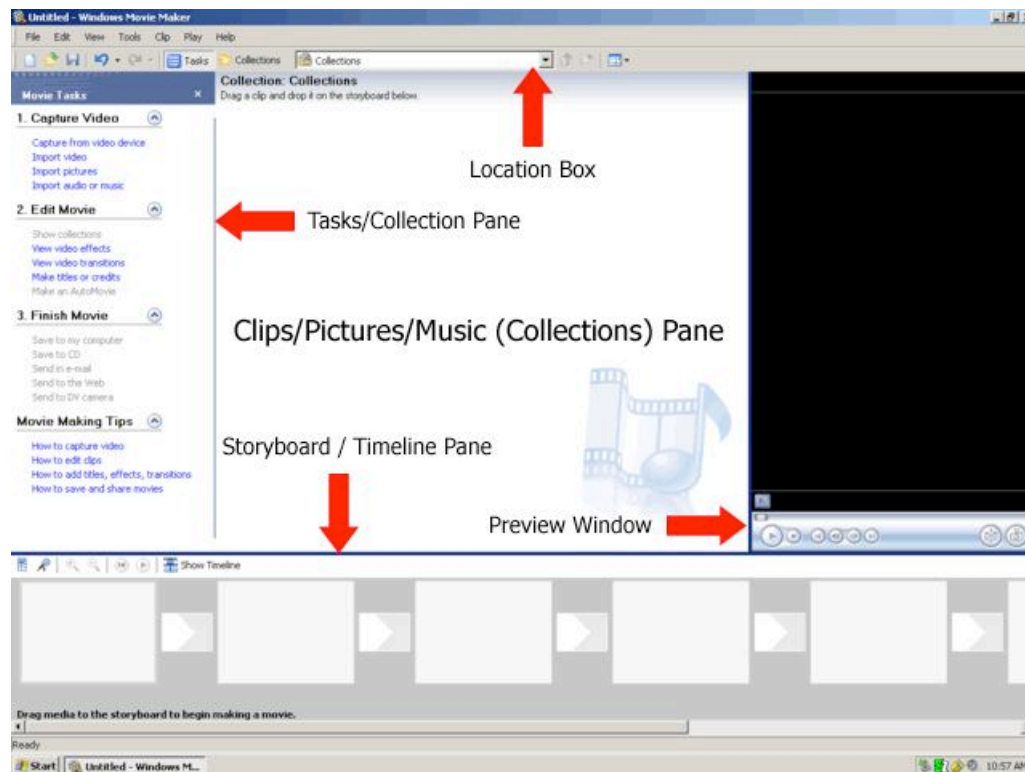 Untitled - Windows Movie Maker
File Edit View Tools Clip Play Help
Tasks Collections Collections
Movie Tasks
Collection: Collections
Drag a clip and drop it on the storyboard below.
1. Capture Video
Capture from video device
Import video
Import pictures
Import audio or music
Location Box
2. Edit Movie
Tasks/Collection Pane
Show collections
View video effects
View video transitions
Make titles or credits
Make an AutoMovie
3. Finish Movie
Clips/Pictures/Music (Collections) Pane
Save to my computer
Save to CD
Send in e-mail
Send to the Web
Send to DV camera
Movie Making Tips
How to capture video
How to edit clips
How to add titles, effects, transitions
How to save and share movies
Storyboard / Timeline Pane
Preview Window
Show Timeline
Drag media to the storyboard to begin making a movie.
Ready
Start Untitled - Windows M... 10:57 AM